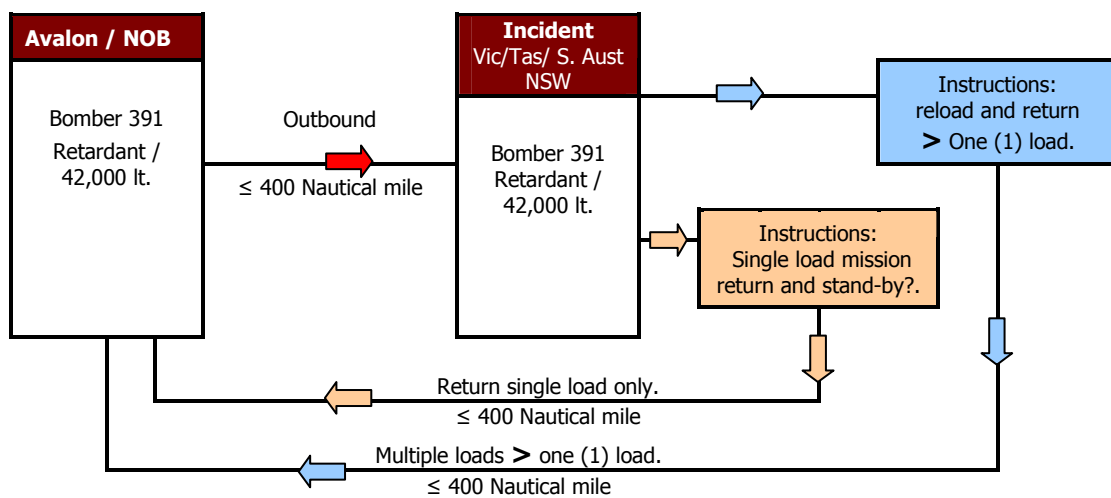 Avalon / NOB
Bomber 391
Retardant /
42,000 lt.
Outbound
≤ 400 Nautical mile
Incident
Vic/Tas/ S. Aust
NSW
Bomber 391
Retardant /
42,000 lt.
Instructions:
reload and return
> One (1) load.
Instructions:
Single load mission
return and stand-by?.
Return single load only.
≤ 400 Nautical mile
Multiple loads > one (1) load.
≤ 400 Nautical mile